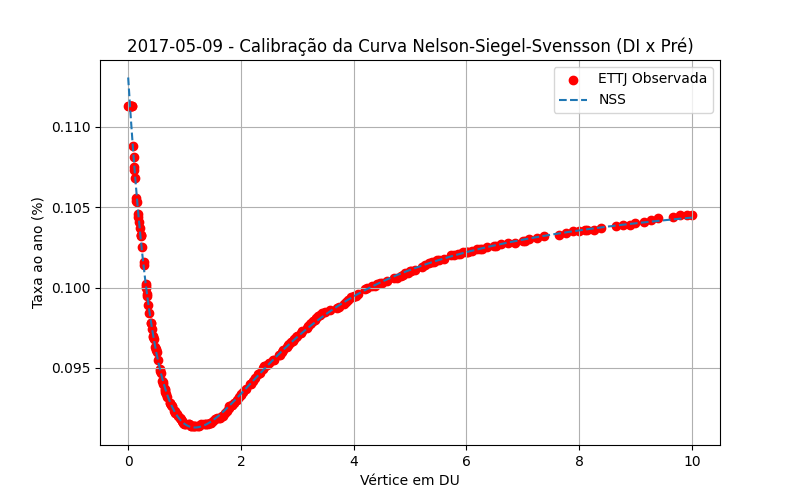 2017-05-09 - Calibração da Curva Nelson-Siegel-Svensson (DI x Pré)
ETTJ Observada
NSS
Taxa ao ano (%)
0.110
0.105
0.100
0.095
0
2
4
6
8
10
Vértice em DU